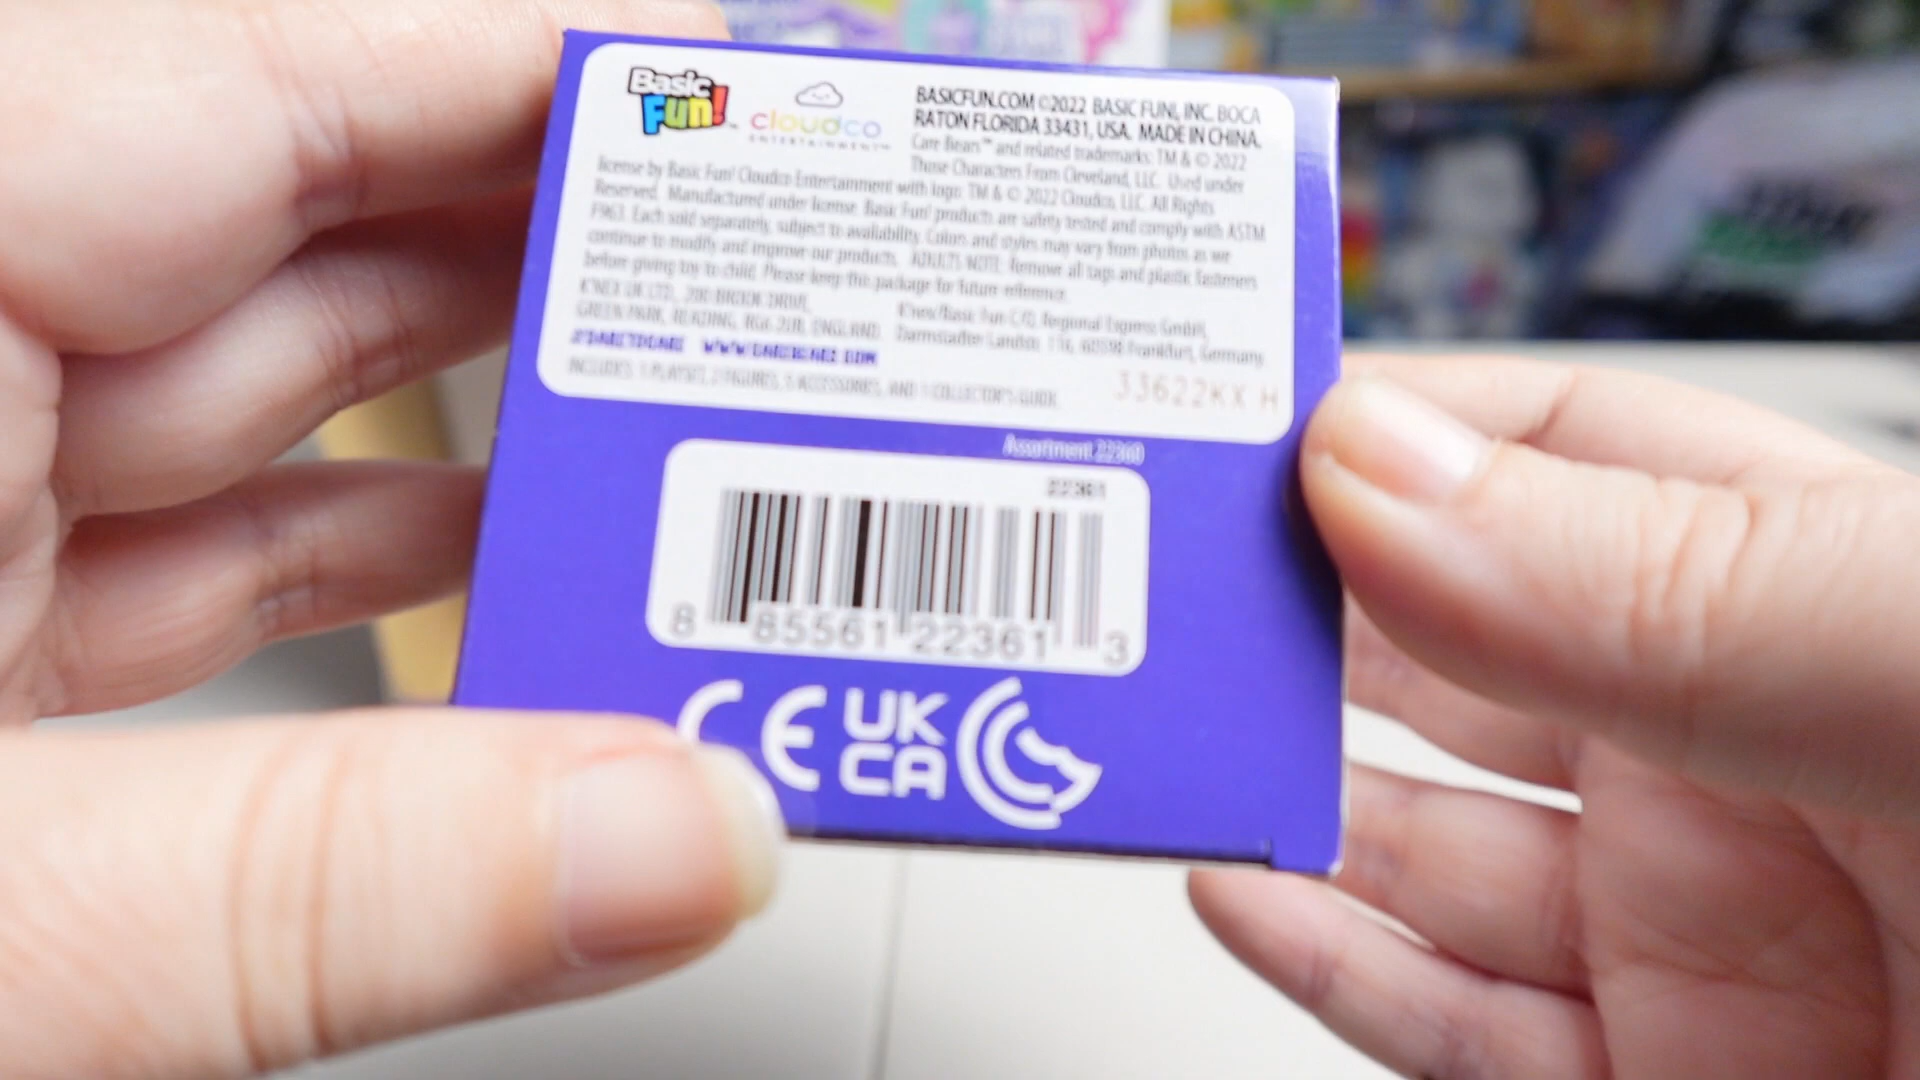 Basic Fun!™
cloudco
ENTERTAINMENT™
BASICFUN.COM ©2022 BASIC FUN!, INC. BOCA
RATON FLORIDA 33431, USA. MADE IN CHINA.
Care Bears™ and related trademarks: TM & © 2022
Those Characters From Cleveland, LLC. Used under
license by Basic Fun! Cloudco Entertainment with logo: TM & © 2022 Cloudco, LLC. All Rights
Reserved. Manufactured under license. Basic Fun! products are safety tested and comply with ASTM
F963. Each sold separately, subject to availability. Colors and styles may vary from photos as we
continue to modify and improve our products. ADULTS NOTE: Remove all tags and plastic fasteners
before giving toy to child. Please keep this package for future reference.
K'NEX UK LTD., 200 BROOK DRIVE,
GREEN PARK, READING, RG2 2UB, ENGLAND.
K'nex/Basic Fun C/O, Regional Express GmbH,
Darmstadter Landstr. 116, 60598 Frankfurt, Germany
#DARETOCARE
INCLUDES: 1 PLAYSET, 2 FIGURES, 5 ACCESSORIES, AND 1 COLLECTOR'S GUIDE.
33622KX H
Assortment 22360
22361
8 85561 22361 3
CE UK CA